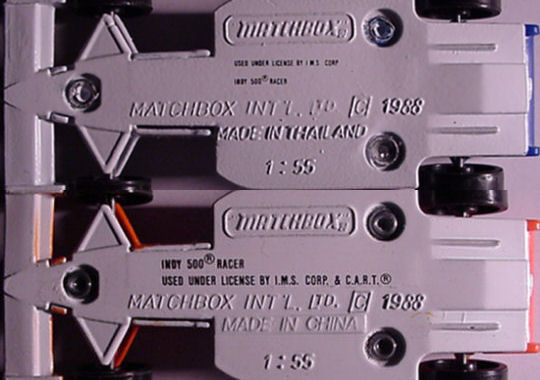 MATCHBOX®
USED UNDER LICENSE BY I.M.S. CORP
INDY 500® RACER
MATCHBOX INT'L. LTD. © 1988
MADE IN THAILAND
1:55
MATCHBOX®
INDY 500® RACER
USED UNDER LICENSE BY I.M.S. CORP. & C.A.R.T.®
MATCHBOX INT'L. LTD. © 1988
MADE IN CHINA
1:55